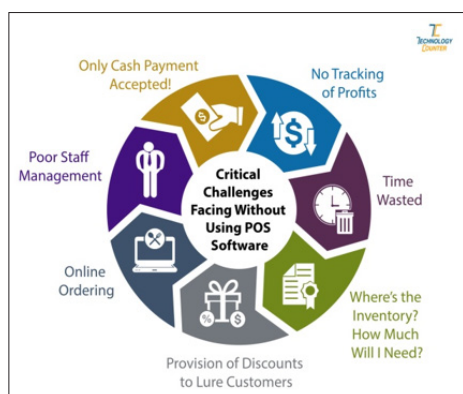 TECHNOLOGY
COUNTER
Only Cash Payment
Accepted!
No Tracking
of Profits
Poor Staff
Management
Critical
Challenges
Facing Without
Using POS
Software
Time
Wasted
Online
Ordering
Where's the
Inventory?
How Much
Will I Need?
Provision of Discounts
to Lure Customers